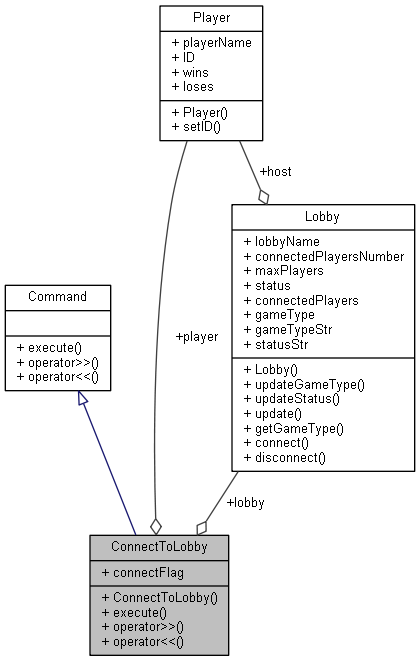 Player
+ playerName
+ ID
+ wins
+ loses
+ Player()
+ setID()
+host
Lobby
+ lobbyName
+ connectedPlayersNumber
+ maxPlayers
+ status
+ connectedPlayers
+ gameType
+ gameTypeStr
+ statusStr
+ Lobby()
+ updateGameType()
+ updateStatus()
+ update()
+ getGameType()
+ connect()
+ disconnect()
Command
+ execute()
+ operator>>()
+ operator<<()
+player
+lobby
ConnectToLobby
+ connectFlag
+ ConnectToLobby()
+ execute()
+ operator>>()
+ operator<<()